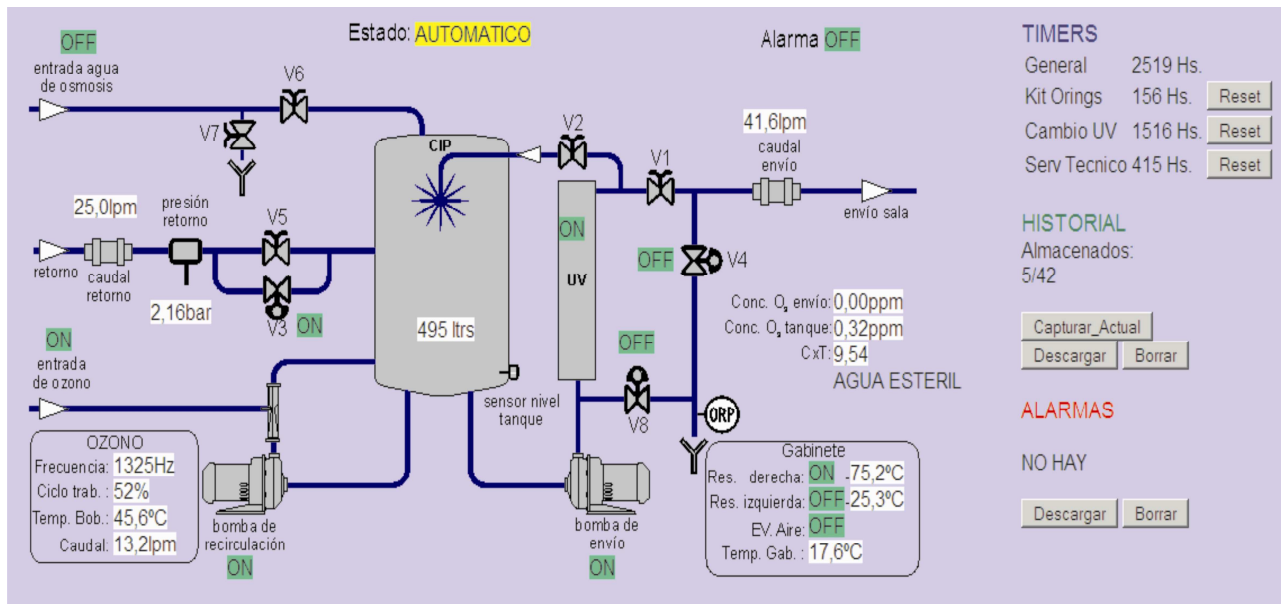 Estado: AUTOMATICO
Alarma OFF
OFF
entrada agua
de osmosis
V6
V7
CIP
V2
V1
41,6lpm
caudal
envío
envío sala
25,0lpm
presión
retorno
V5
retorno
caudal
retorno
2,16bar
V3 ON
495 ltrs
ON
UV
OFF
V4
Conc. O₃ envío: 0,00ppm
Conc. O₃ tanque: 0,32ppm
CxT: 9,54
AGUA ESTERIL
ON
entrada
de ozono
sensor nivel
tanque
OFF
V8
ORP
OZONO
Frecuencia: 1325Hz
Ciclo trab. : 52%
Temp. Bob.: 45,6ºC
Caudal: 13,2lpm
bomba de
recirculación
ON
bomba de
envío
ON
Gabinete
Res. derecha: ON -75,2ºC
Res. izquierda: OFF -25,3ºC
EV. Aire: OFF
Temp. Gab. : 17,6ºC
TIMERS
General 2519 Hs.
Kit Orings 156 Hs. Reset
Cambio UV 1516 Hs. Reset
Serv Tecnico 415 Hs. Reset
HISTORIAL
Almacenados:
5/42
Capturar_Actual
Descargar Borrar
ALARMAS
NO HAY
Descargar Borrar